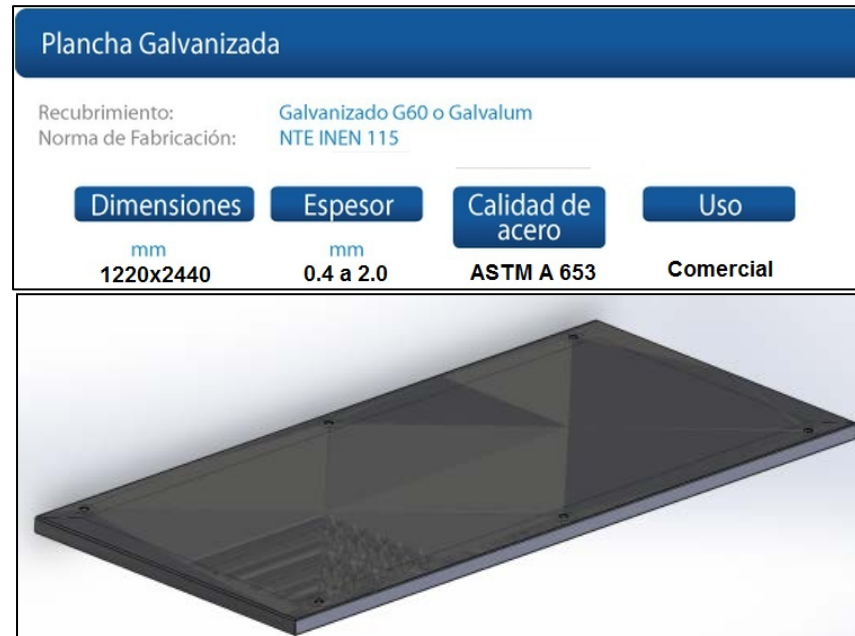 Plancha Galvanizada
Recubrimiento: Galvanizado G60 o Galvalum
Norma de Fabricación: NTE INEN 115
Dimensiones Espesor Calidad de acero Uso
mm mm
1220x2440 0.4 a 2.0 ASTM A 653 Comercial